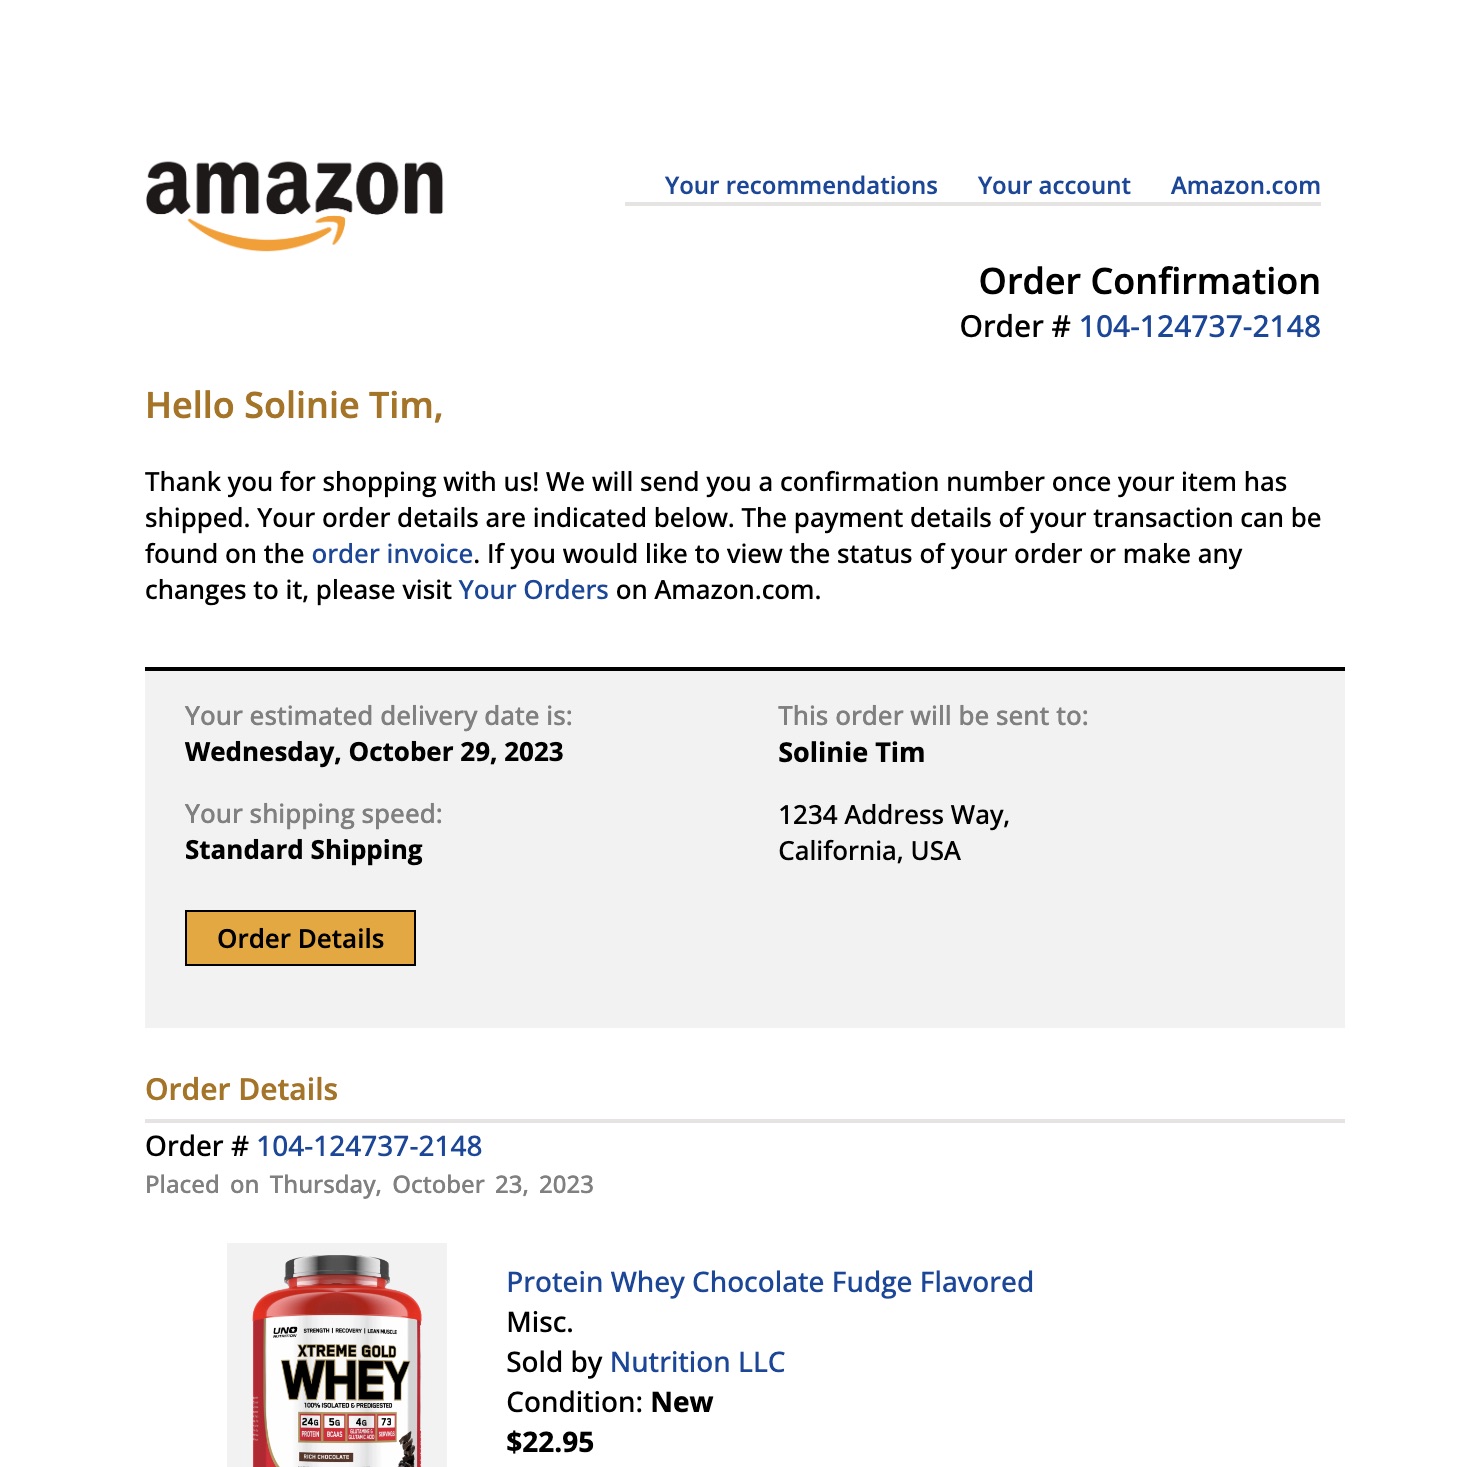 amazon
Your recommendations Your account Amazon.com
Order Confirmation
Order # 104-124737-2148
Hello Solinie Tim,
Thank you for shopping with us! We will send you a confirmation number once your item has
shipped. Your order details are indicated below. The payment details of your transaction can be
found on the order invoice. If you would like to view the status of your order or make any
changes to it, please visit Your Orders on Amazon.com.
Your estimated delivery date is:
Wednesday, October 29, 2023
Your shipping speed:
Standard Shipping
Order Details
This order will be sent to:
Solinie Tim
1234 Address Way,
California, USA
Order Details
Order # 104-124737-2148
Placed on Thursday, October 23, 2023
UNO
NUTRITION
STRENGTH | RECOVERY | LEAN MUSCLE
XTREME GOLD
WHEY
100% ISOLATED & PREDIGESTED
24G 5G 4G 73
PROTEIN BCAAS GLUTAMINE & GLUTAMIC ACID SERVINGS
RICH CHOCOLATE
Protein Whey Chocolate Fudge Flavored
Misc.
Sold by Nutrition LLC
Condition: New
$22.95